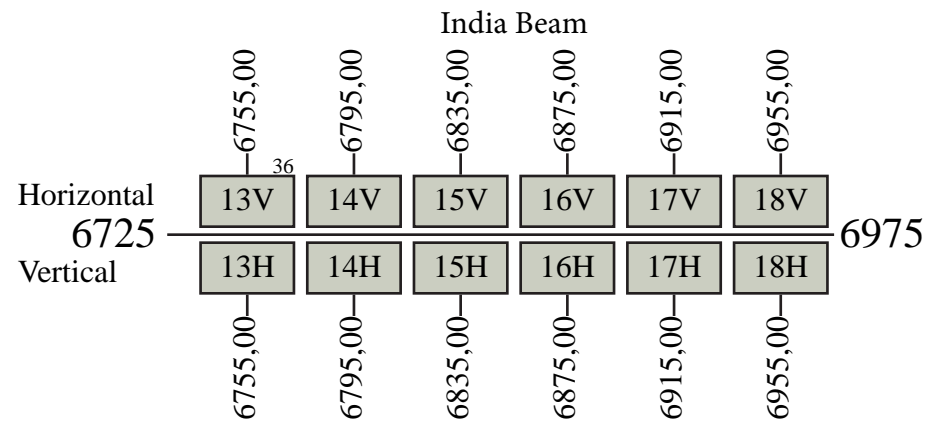 India Beam
6755,00 6795,00 6835,00 6875,00 6915,00 6955,00
36
Horizontal 13V 14V 15V 16V 17V 18V
6725 6975
Vertical 13H 14H 15H 16H 17H 18H
6755,00 6795,00 6835,00 6875,00 6915,00 6955,00